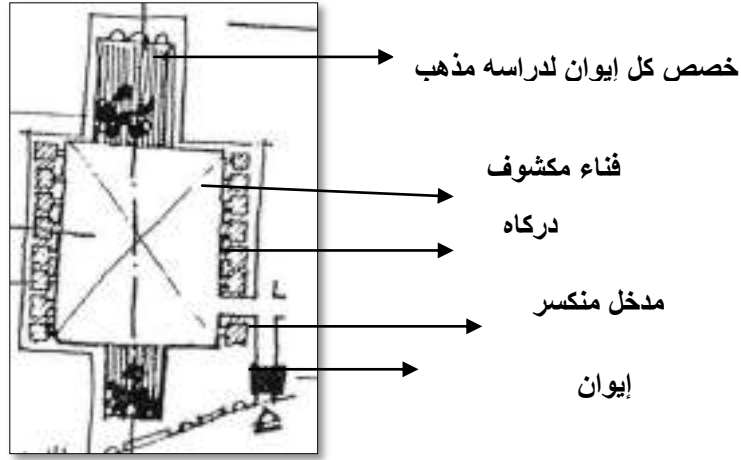 خصص كل إيوان لدراسه مذهب
فناء مكشوف
دركاه
مدخل منكسر
إيوان